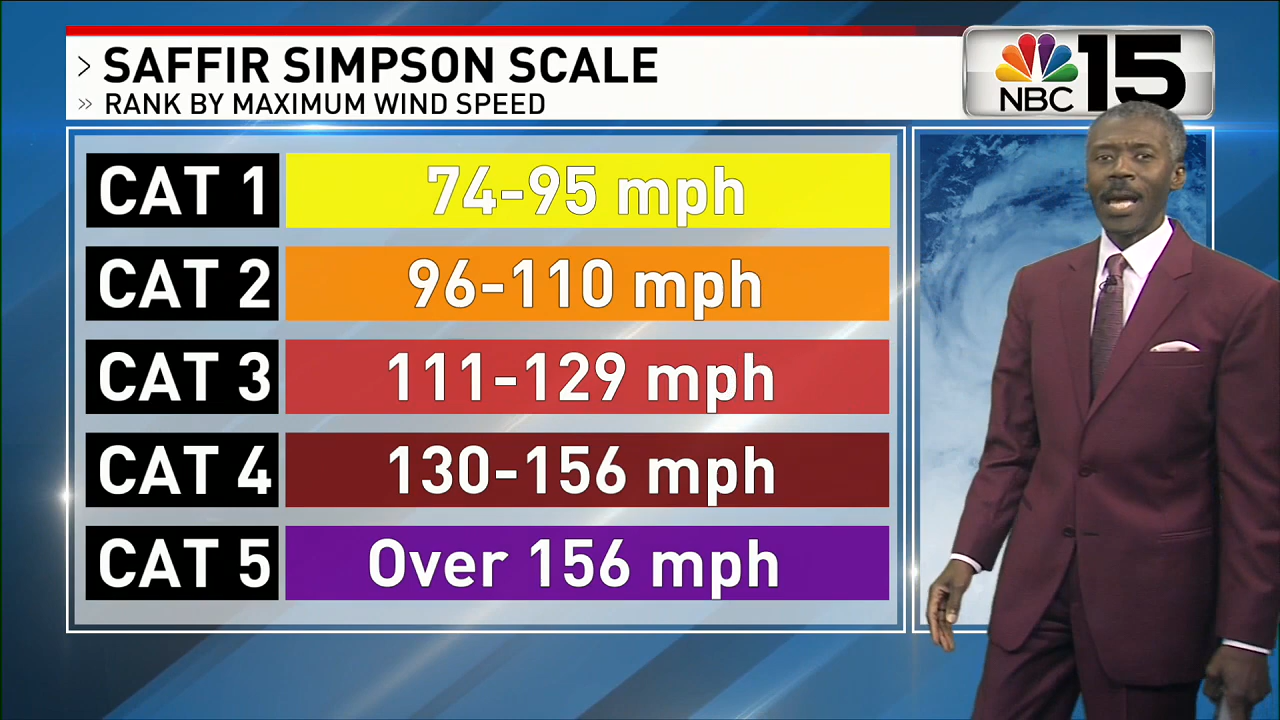 > SAFFIR SIMPSON SCALE
>> RANK BY MAXIMUM WIND SPEED
NBC 15
CAT 1 74-95 mph
CAT 2 96-110 mph
CAT 3 111-129 mph
CAT 4 130-156 mph
CAT 5 Over 156 mph